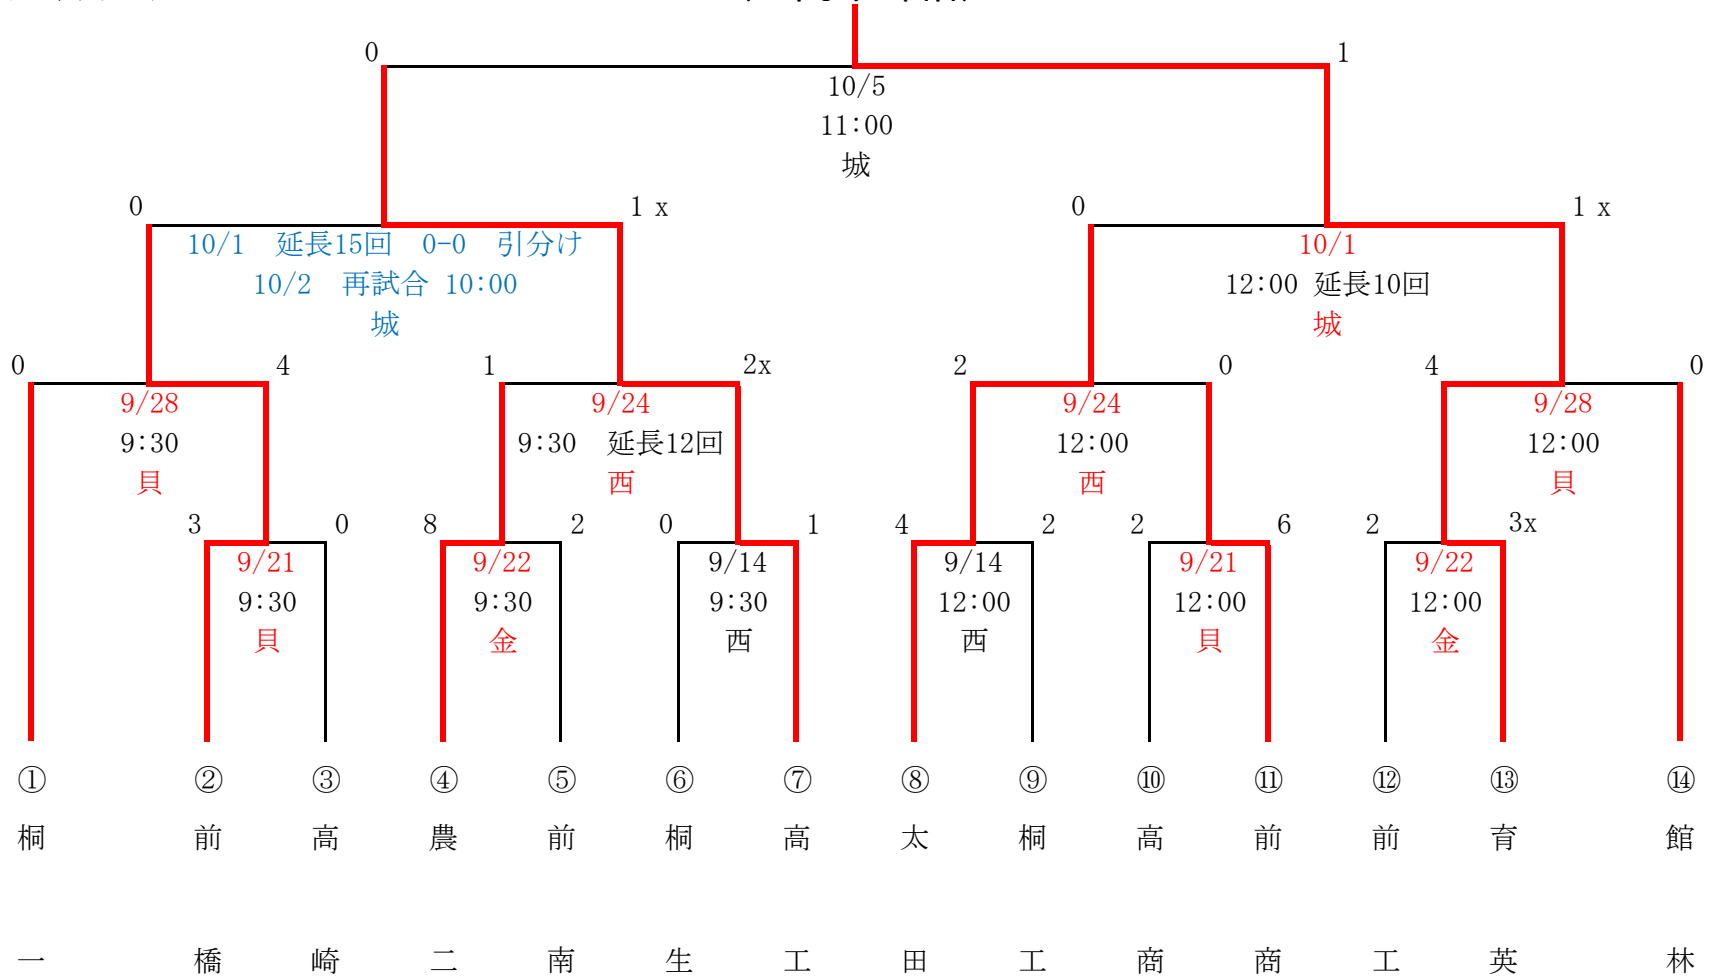 0 1
10/5
11:00
城
0 1 x 0 1 x
10/1 延長15回 0-0 引分け 10/1
10/2 再試合 10:00 12:00 延長10回
城 城
0 4 1 2x 2 0 4 0
9/28 9/24 9/24 9/28
9:30 9:30 延長12回 12:00 12:00
貝 西 西 貝
3 0 8 2 0 1 4 2 2 6 2 3x
9/21 9/22 9/14 9/14 9/21 9/22
9:30 9:30 9:30 12:00 12:00 12:00
貝 金 西 西 貝 金
① ② ③ ④ ⑤ ⑥ ⑦ ⑧ ⑨ ⑩ ⑪ ⑫ ⑬ ⑭
桐 前 高 農 前 桐 高 太 桐 高 前 前 育 館
一 橋 崎 二 南 生 工 田 工 商 商 工 英 林